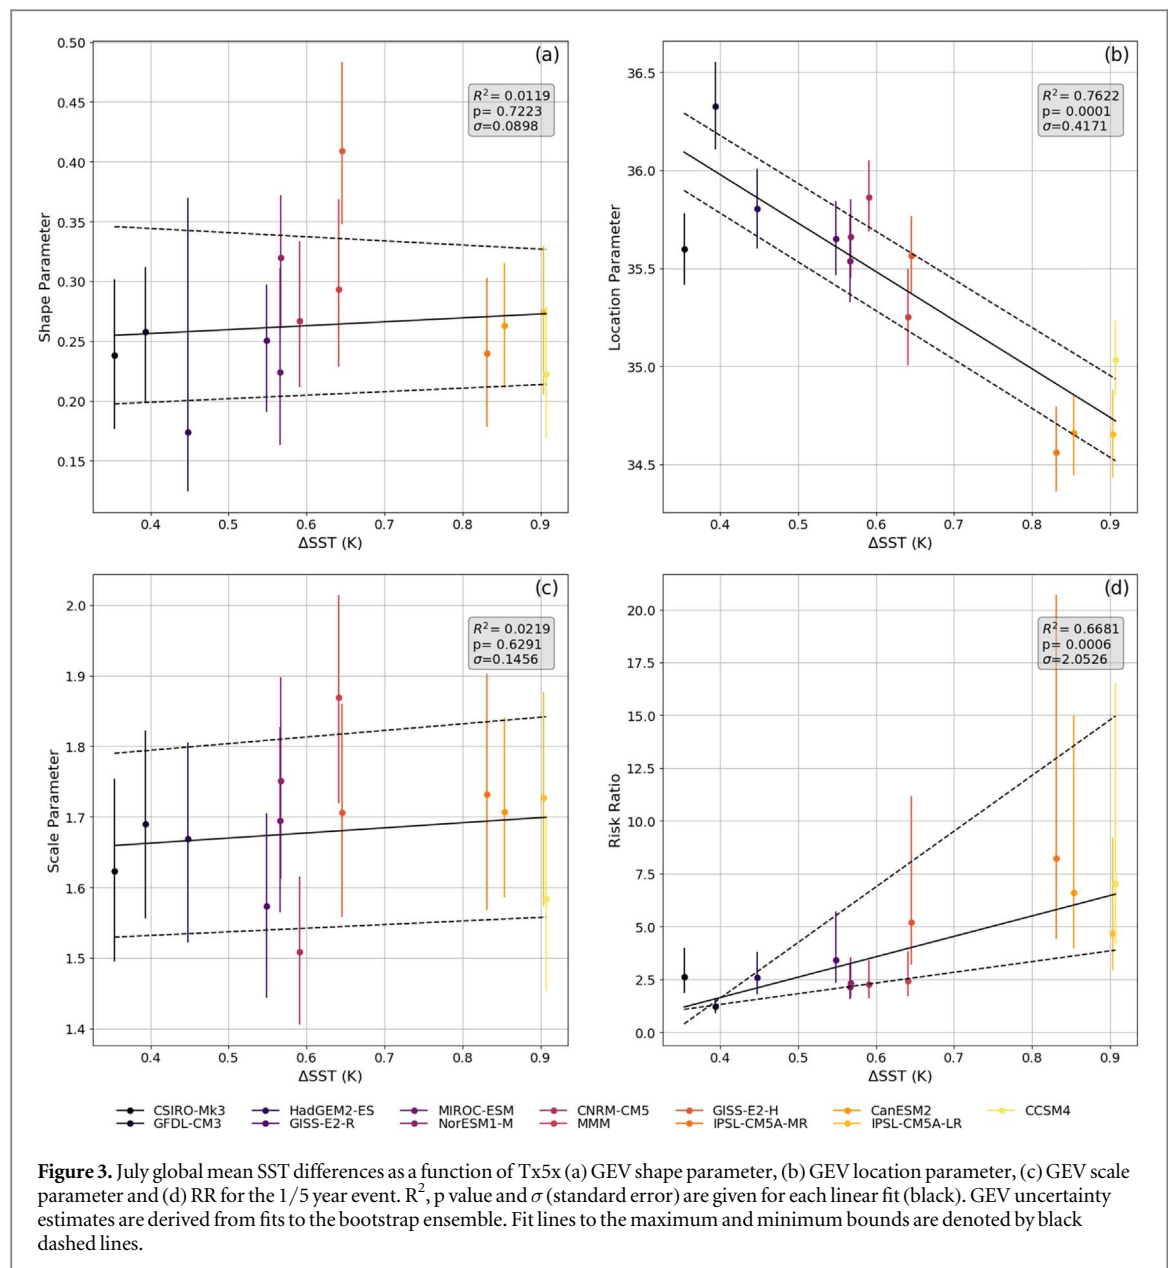 (a)
R²= 0.0119
p= 0.7223
σ=0.0898
0.50
0.45
0.40
0.35
0.30
0.25
0.20
0.15
Shape Parameter
0.4 0.5 0.6 0.7 0.8 0.9
ΔSST (K)
(b)
R²= 0.7622
p= 0.0001
σ=0.4171
36.5
36.0
35.5
35.0
34.5
Location Parameter
0.4 0.5 0.6 0.7 0.8 0.9
ΔSST (K)
(c)
R²= 0.0219
p= 0.6291
σ=0.1456
2.0
1.9
1.8
1.7
1.6
1.5
1.4
Scale Parameter
0.4 0.5 0.6 0.7 0.8 0.9
ΔSST (K)
(d)
R²= 0.6681
p= 0.0006
σ=2.0526
20.0
17.5
15.0
12.5
10.0
7.5
5.0
2.5
0.0
Risk Ratio
0.4 0.5 0.6 0.7 0.8 0.9
ΔSST (K)
CSIRO-Mk3 HadGEM2-ES MIROC-ESM CNRM-CM5 GISS-E2-H CanESM2 CCSM4
GFDL-CM3 GISS-E2-R NorESM1-M MMM IPSL-CM5A-MR IPSL-CM5A-LR
Figure 3. July global mean SST differences as a function of Tx5x (a) GEV shape parameter, (b) GEV location parameter, (c) GEV scale
parameter and (d) RR for the 1/5 year event. R², p value and σ (standard error) are given for each linear fit (black). GEV uncertainty
estimates are derived from fits to the bootstrap ensemble. Fit lines to the maximum and minimum bounds are denoted by black
dashed lines.